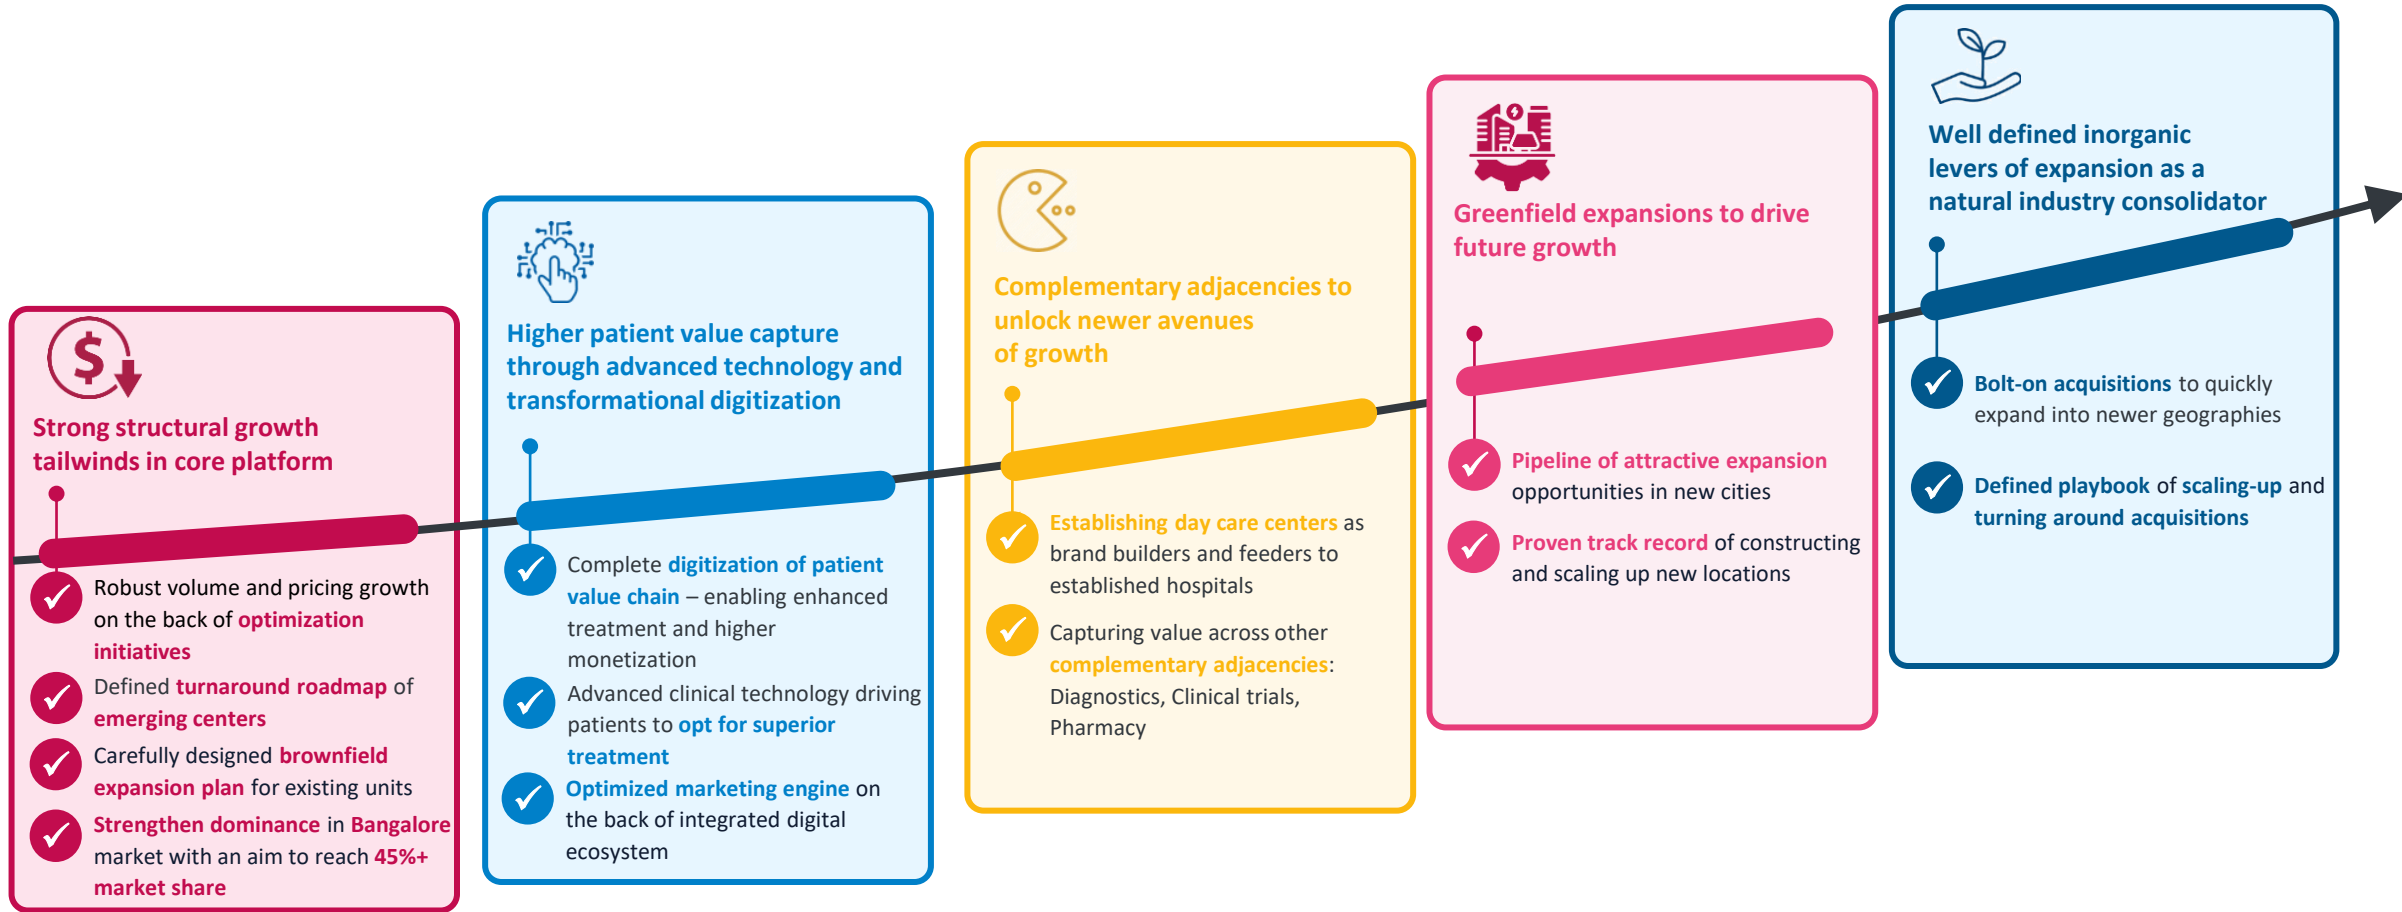 Strong structural growth
tailwinds in core platform
Robust volume and pricing growth
on the back of optimization
initiatives
Defined turnaround roadmap of
emerging centers
Carefully designed brownfield
expansion plan for existing units
Strengthen dominance in Bangalore
market with an aim to reach 45%+
market share
Higher patient value capture
through advanced technology and
transformational digitization
Complete digitization of patient
value chain – enabling enhanced
treatment and higher
monetization
Advanced clinical technology driving
patients to opt for superior
treatment
Optimized marketing engine on
the back of integrated digital
ecosystem
Complementary adjacencies to
unlock newer avenues
of growth
Establishing day care centers as
brand builders and feeders to
established hospitals
Capturing value across other
complementary adjacencies:
Diagnostics, Clinical trials,
Pharmacy
Greenfield expansions to drive
future growth
Pipeline of attractive expansion
opportunities in new cities
Proven track record of constructing
and scaling up new locations
Well defined inorganic
levers of expansion as a
natural industry consolidator
Bolt-on acquisitions to quickly
expand into newer geographies
Defined playbook of scaling-up and
turning around acquisitions